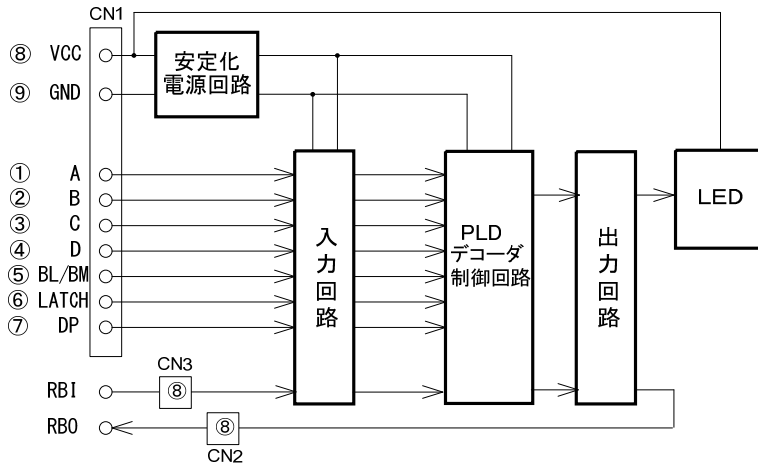 CN1
⑧ VCC
⑨ GND
安定化
電源回路
① A
② B
③ C
④ D
⑤ BL/BM
⑥ LATCH
⑦ DP
入力回路
PLD
デコーダ
制御回路
出力回路
LED
CN3
RBI ⑧
RBO ⑧
CN2